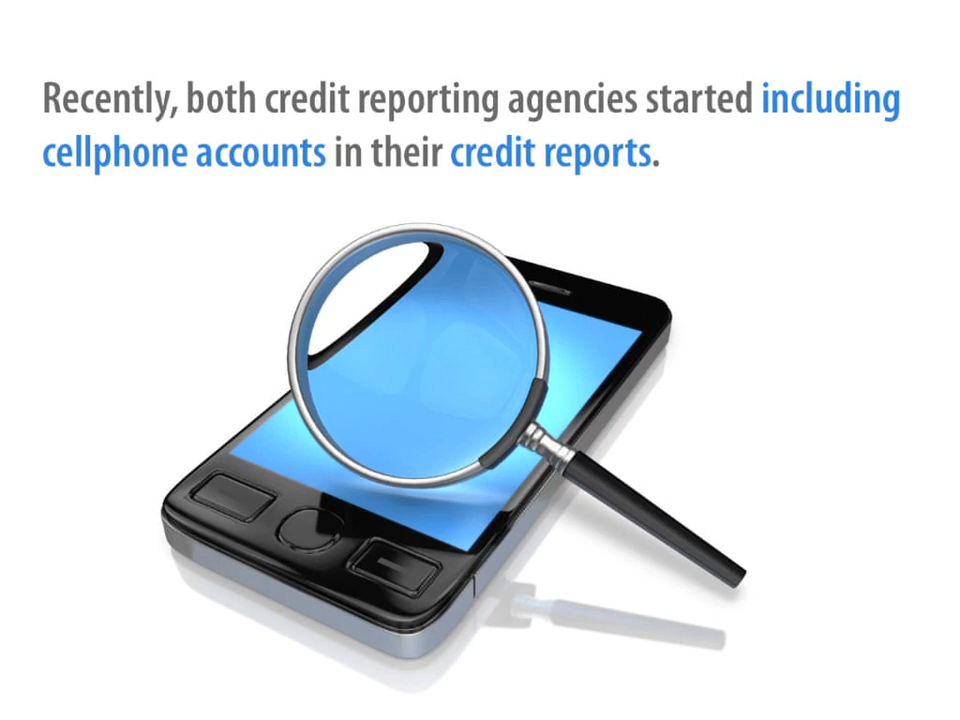 Recently, both credit reporting agencies started including
cellphone accounts in their credit reports.